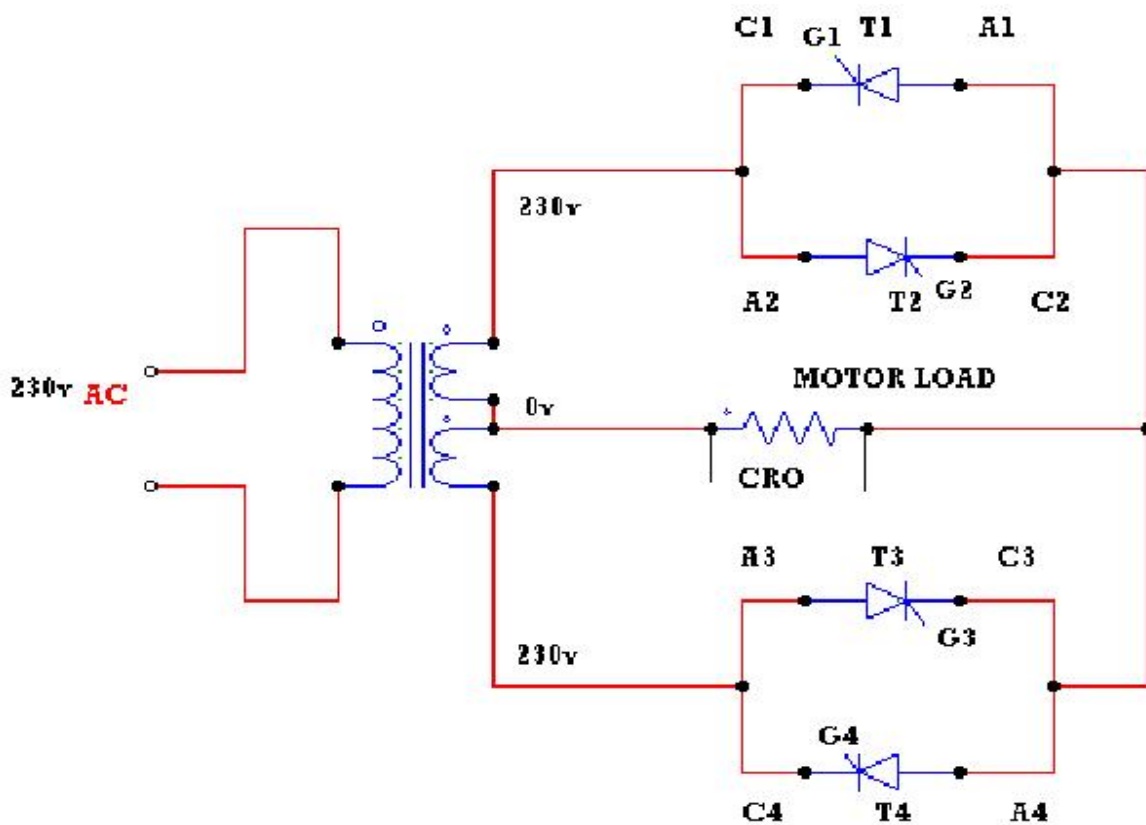 C1 G1 T1 A1
230v
A2 T2 G2 C2
230v AC
0v
MOTOR LOAD
CRO
A3 T3 C3
G3
230v
G4
C4 T4 A4